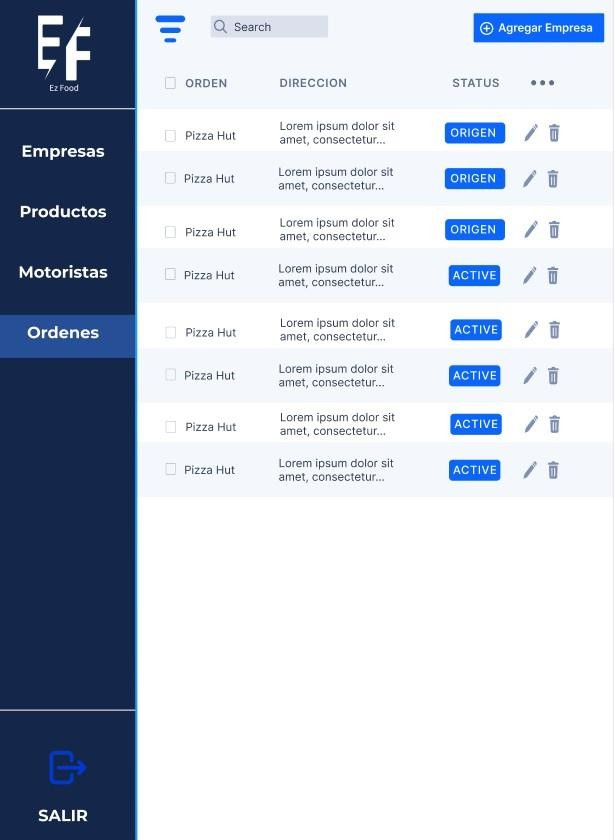 EF
Ez Food
Empresas
Productos
Motoristas
Ordenes
SALIR
Search
Agregar Empresa
ORDEN DIRECCION STATUS
Pizza Hut
Lorem ipsum dolor sit
amet, consectetur...
ORIGEN
Pizza Hut
Lorem ipsum dolor sit
amet, consectetur...
ORIGEN
Pizza Hut
Lorem ipsum dolor sit
amet, consectetur...
ORIGEN
Pizza Hut
Lorem ipsum dolor sit
amet, consectetur...
ACTIVE
Pizza Hut
Lorem ipsum dolor sit
amet, consectetur...
ACTIVE
Pizza Hut
Lorem ipsum dolor sit
amet, consectetur...
ACTIVE
Pizza Hut
Lorem ipsum dolor sit
amet, consectetur...
ACTIVE
Pizza Hut
Lorem ipsum dolor sit
amet, consectetur...
ACTIVE